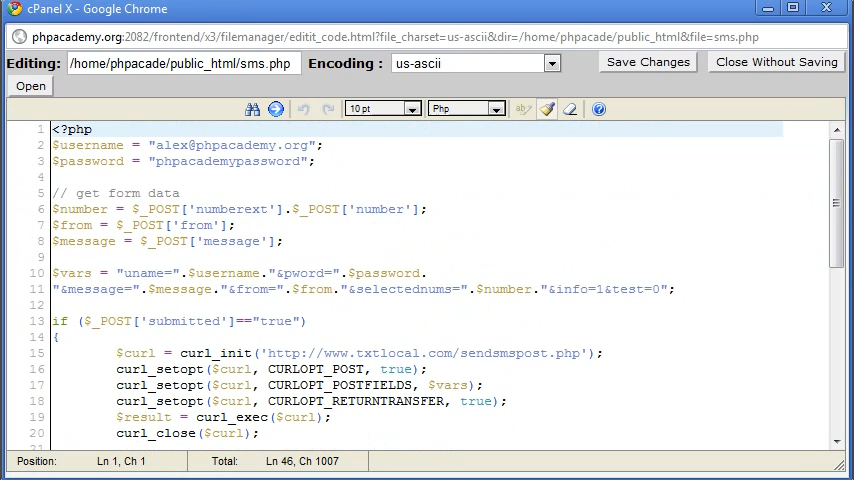 cPanel X - Google Chrome
phpacademy.org:2082/frontend/x3/filemanager/editit_code.html?file_charset=us-ascii&dir=/home/phpacade/public_html&file=sms.php
Editing: /home/phpacade/public_html/sms.php Encoding : us-ascii Save Changes Close Without Saving
Open
10 pt Php
1 <?php
2 $username = "alex@phpacademy.org";
3 $password = "phpacademypassword";
4
5 // get form data
6 $number = $_POST['numberext'].$_POST['number'];
7 $from = $_POST['from'];
8 $message = $_POST['message'];
9
10 $vars = "uname=".$username."&pword=".$password.
11 "&message=".$message."&from=".$from."&selectednums=".$number."&info=1&test=0";
12
13 if ($_POST['submitted']=="true")
14 {
15 $curl = curl_init('http://www.txtlocal.com/sendsmspost.php');
16 curl_setopt($curl, CURLOPT_POST, true);
17 curl_setopt($curl, CURLOPT_POSTFIELDS, $vars);
18 curl_setopt($curl, CURLOPT_RETURNTRANSFER, true);
19 $result = curl_exec($curl);
20 curl_close($curl);
Position: Ln 1, Ch 1 Total: Ln 46, Ch 1007